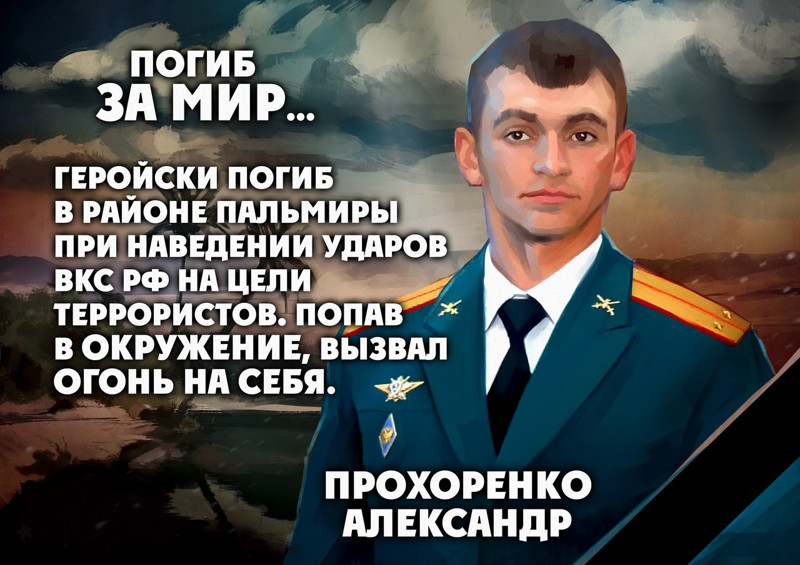 ПОГИБ
ЗА МИР...
ГЕРОЙСКИ ПОГИБ
В РАЙОНЕ ПАЛЬМИРЫ
ПРИ НАВЕДЕНИИ УДАРОВ
ВКС РФ НА ЦЕЛИ
ТЕРРОРИСТОВ. ПОПАВ
В ОКРУЖЕНИЕ, ВЫЗВАЛ
ОГОНЬ НА СЕБЯ.
ПРОХОРЕНКО
АЛЕКСАНДР